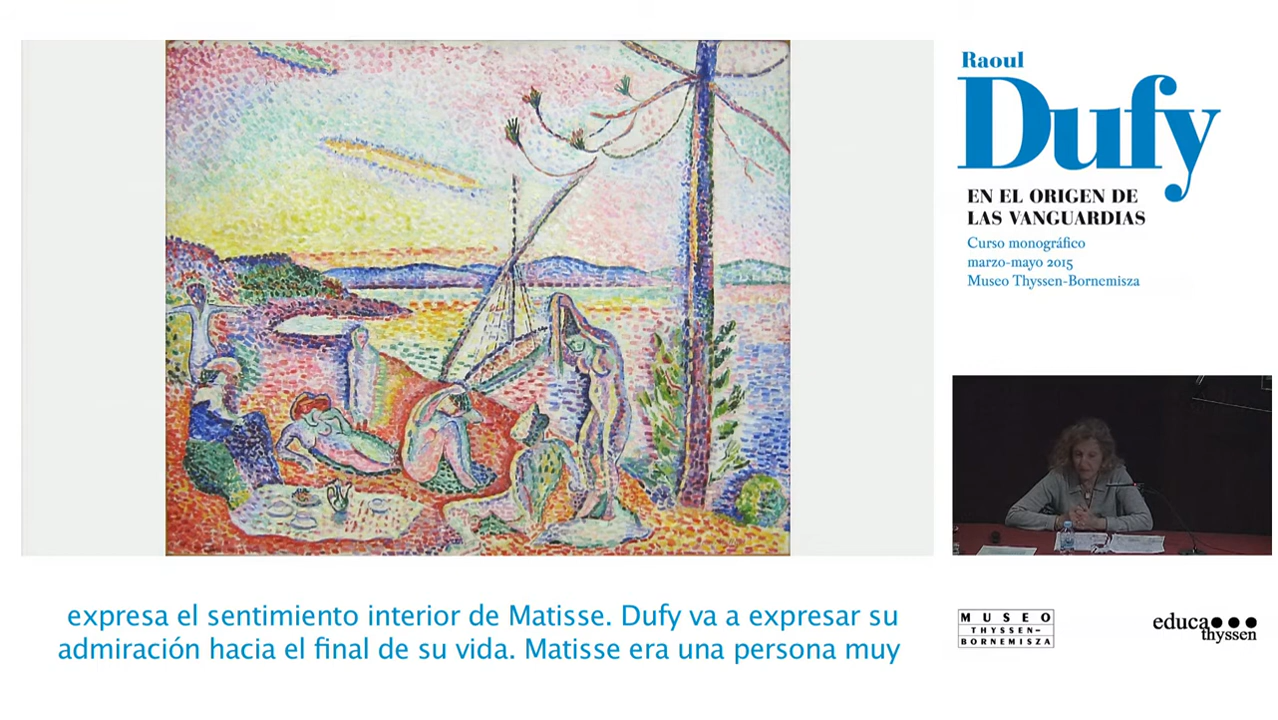 Raoul
Dufy
EN EL ORIGEN DE
LAS VANGUARDIAS
Curso monográfico
marzo-mayo 2015
Museo Thyssen-Bornemisza
expresa el sentimiento interior de Matisse. Dufy va a expresar su
admiración hacia el final de su vida. Matisse era una persona muy
MUSEO
THYSSEN-
BORNEMISZA
educa
thyssen